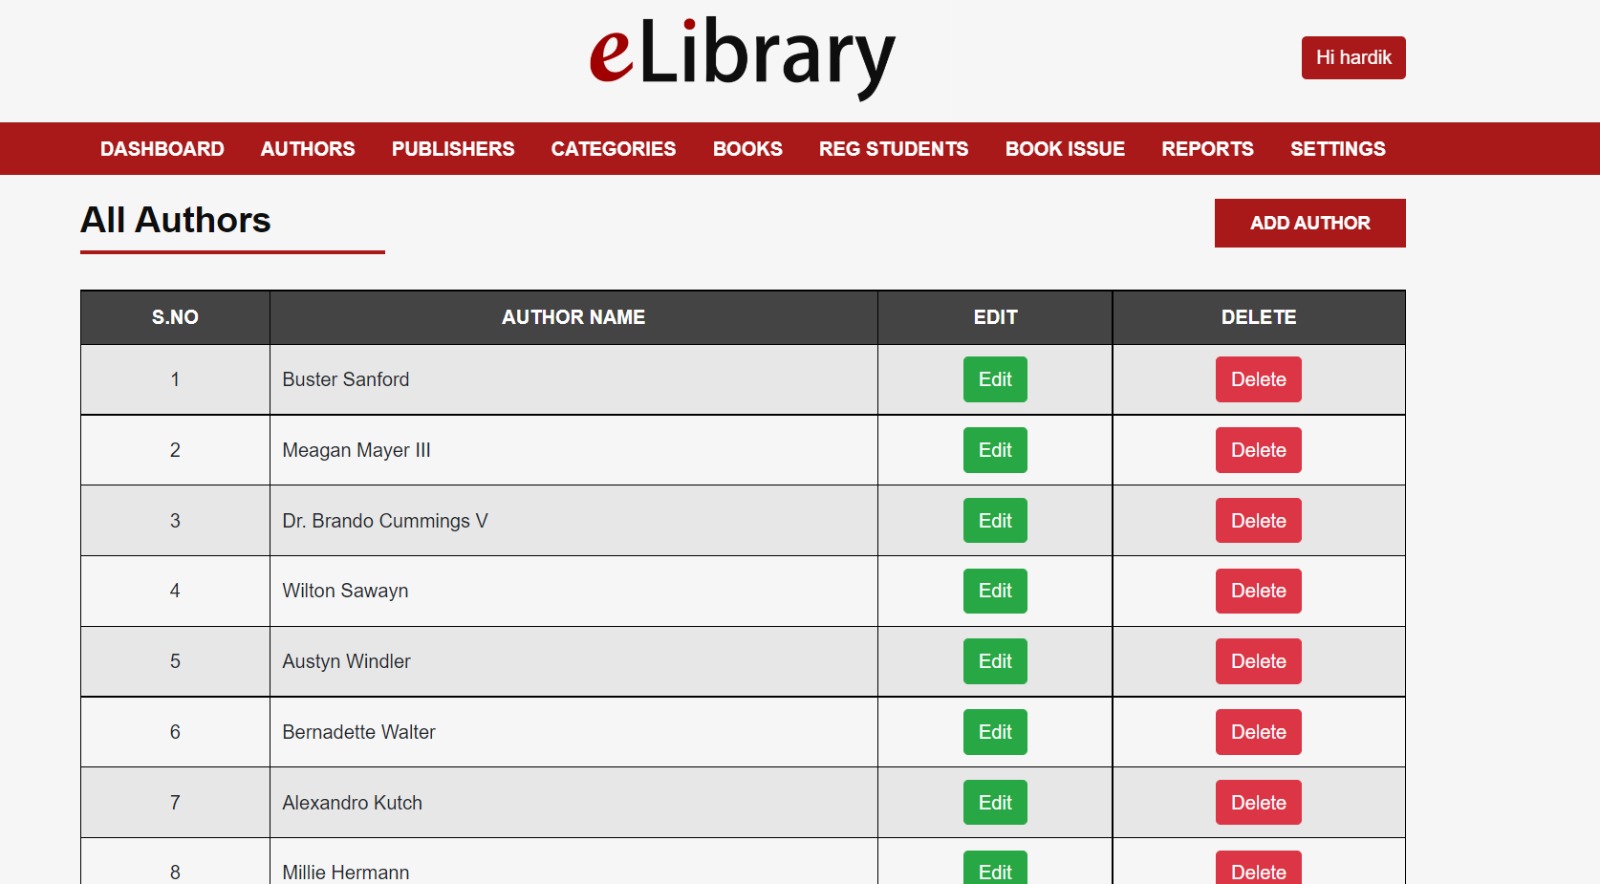 eLibrary
Hi hardik
DASHBOARD AUTHORS PUBLISHERS CATEGORIES BOOKS REG STUDENTS BOOK ISSUE REPORTS SETTINGS
All Authors
ADD AUTHOR
S.NO AUTHOR NAME EDIT DELETE
1 Buster Sanford Edit Delete
2 Meagan Mayer III Edit Delete
3 Dr. Brando Cummings V Edit Delete
4 Wilton Sawayn Edit Delete
5 Austyn Windler Edit Delete
6 Bernadette Walter Edit Delete
7 Alexandro Kutch Edit Delete
8 Millie Hermann Edit Delete